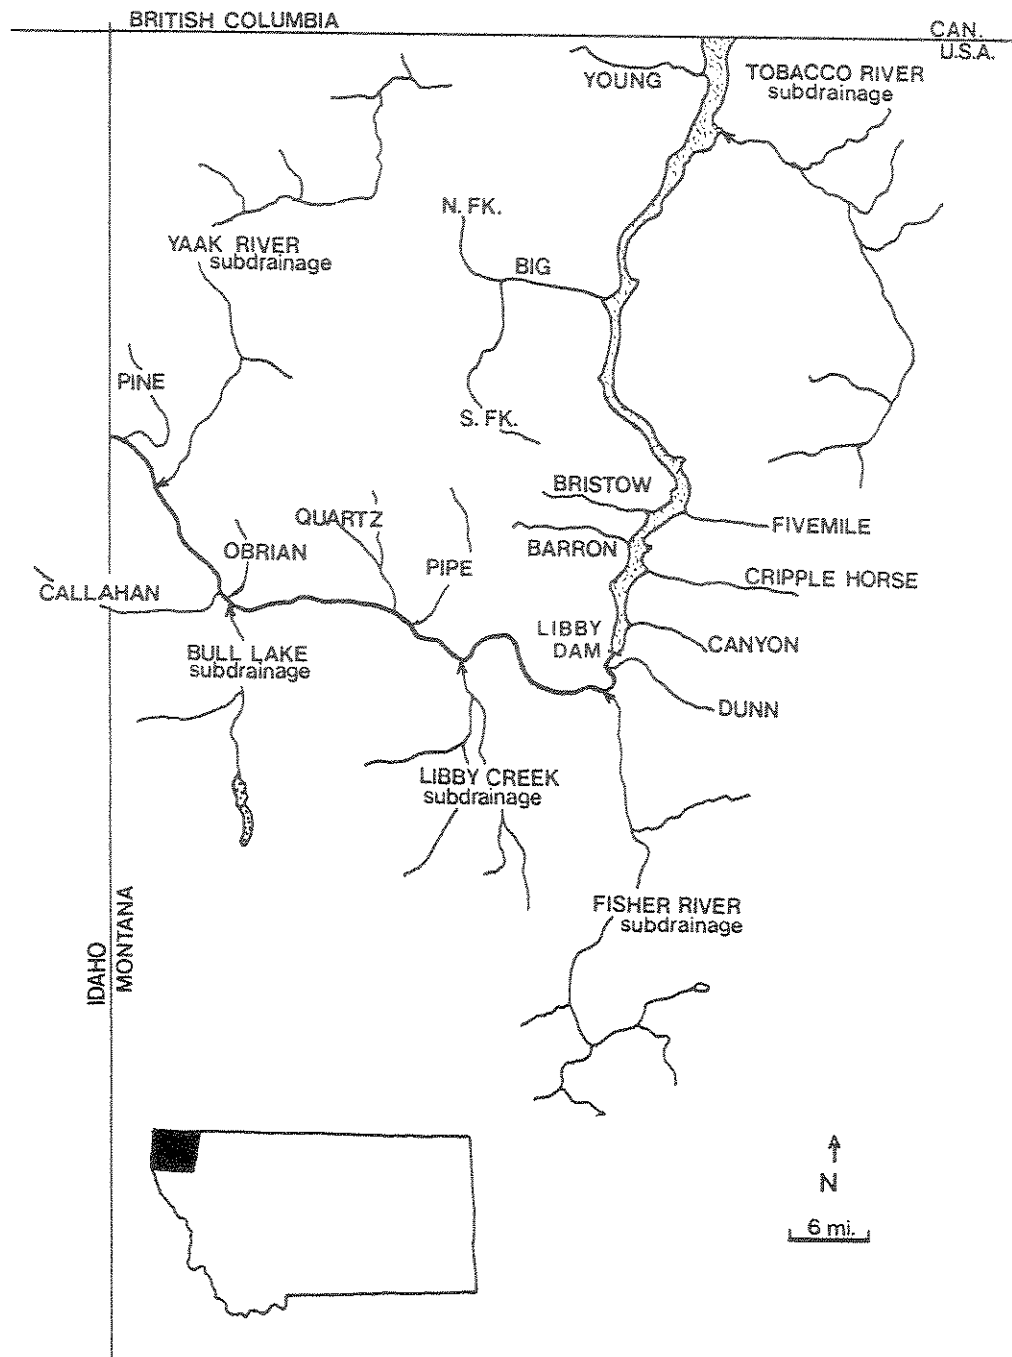 BRITISH COLUMBIA
CAN.
U.S.A.
YOUNG
TOBACCO RIVER
subdrainage
N. FK.
YAAK RIVER
subdrainage
BIG
PINE
S. FK.
BRISTOW
QUARTZ
FIVEMILE
OBRIAN
BARRON
PIPE
CRIPPLE HORSE
CALLAHAN
LIBBY
DAM
CANYON
BULL LAKE
subdrainage
DUNN
LIBBY CREEK
subdrainage
FISHER RIVER
subdrainage
IDAHO
MONTANA
N
6 mi.